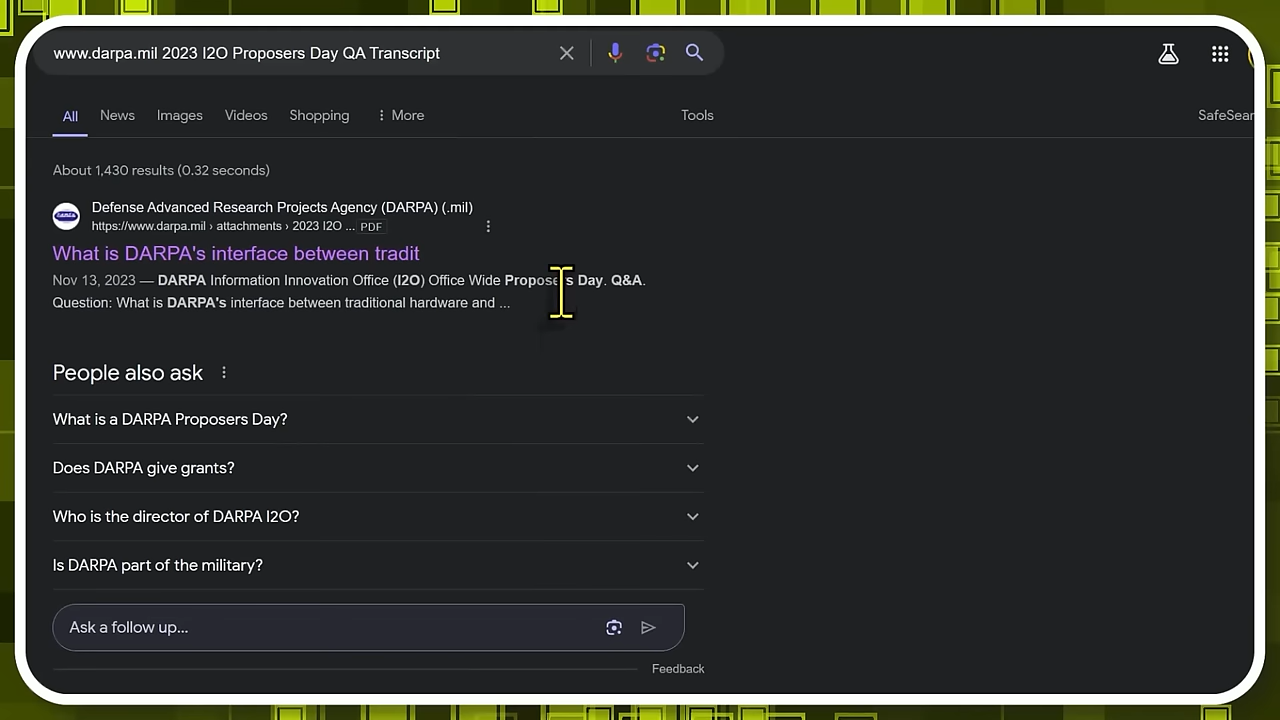 www.darpa.mil 2023 I2O Proposers Day QA Transcript
All News Images Videos Shopping More Tools SafeSear
About 1,430 results (0.32 seconds)
Defense Advanced Research Projects Agency (DARPA) (.mil)
https://www.darpa.mil › attachments › 2023 I2O ... PDF
What is DARPA's interface between tradit
Nov 13, 2023 — DARPA Information Innovation Office (I2O) Office Wide Proposers Day. Q&A.
Question: What is DARPA's interface between traditional hardware and ...
People also ask
What is a DARPA Proposers Day?
Does DARPA give grants?
Who is the director of DARPA I2O?
Is DARPA part of the military?
Ask a follow up...
Feedback